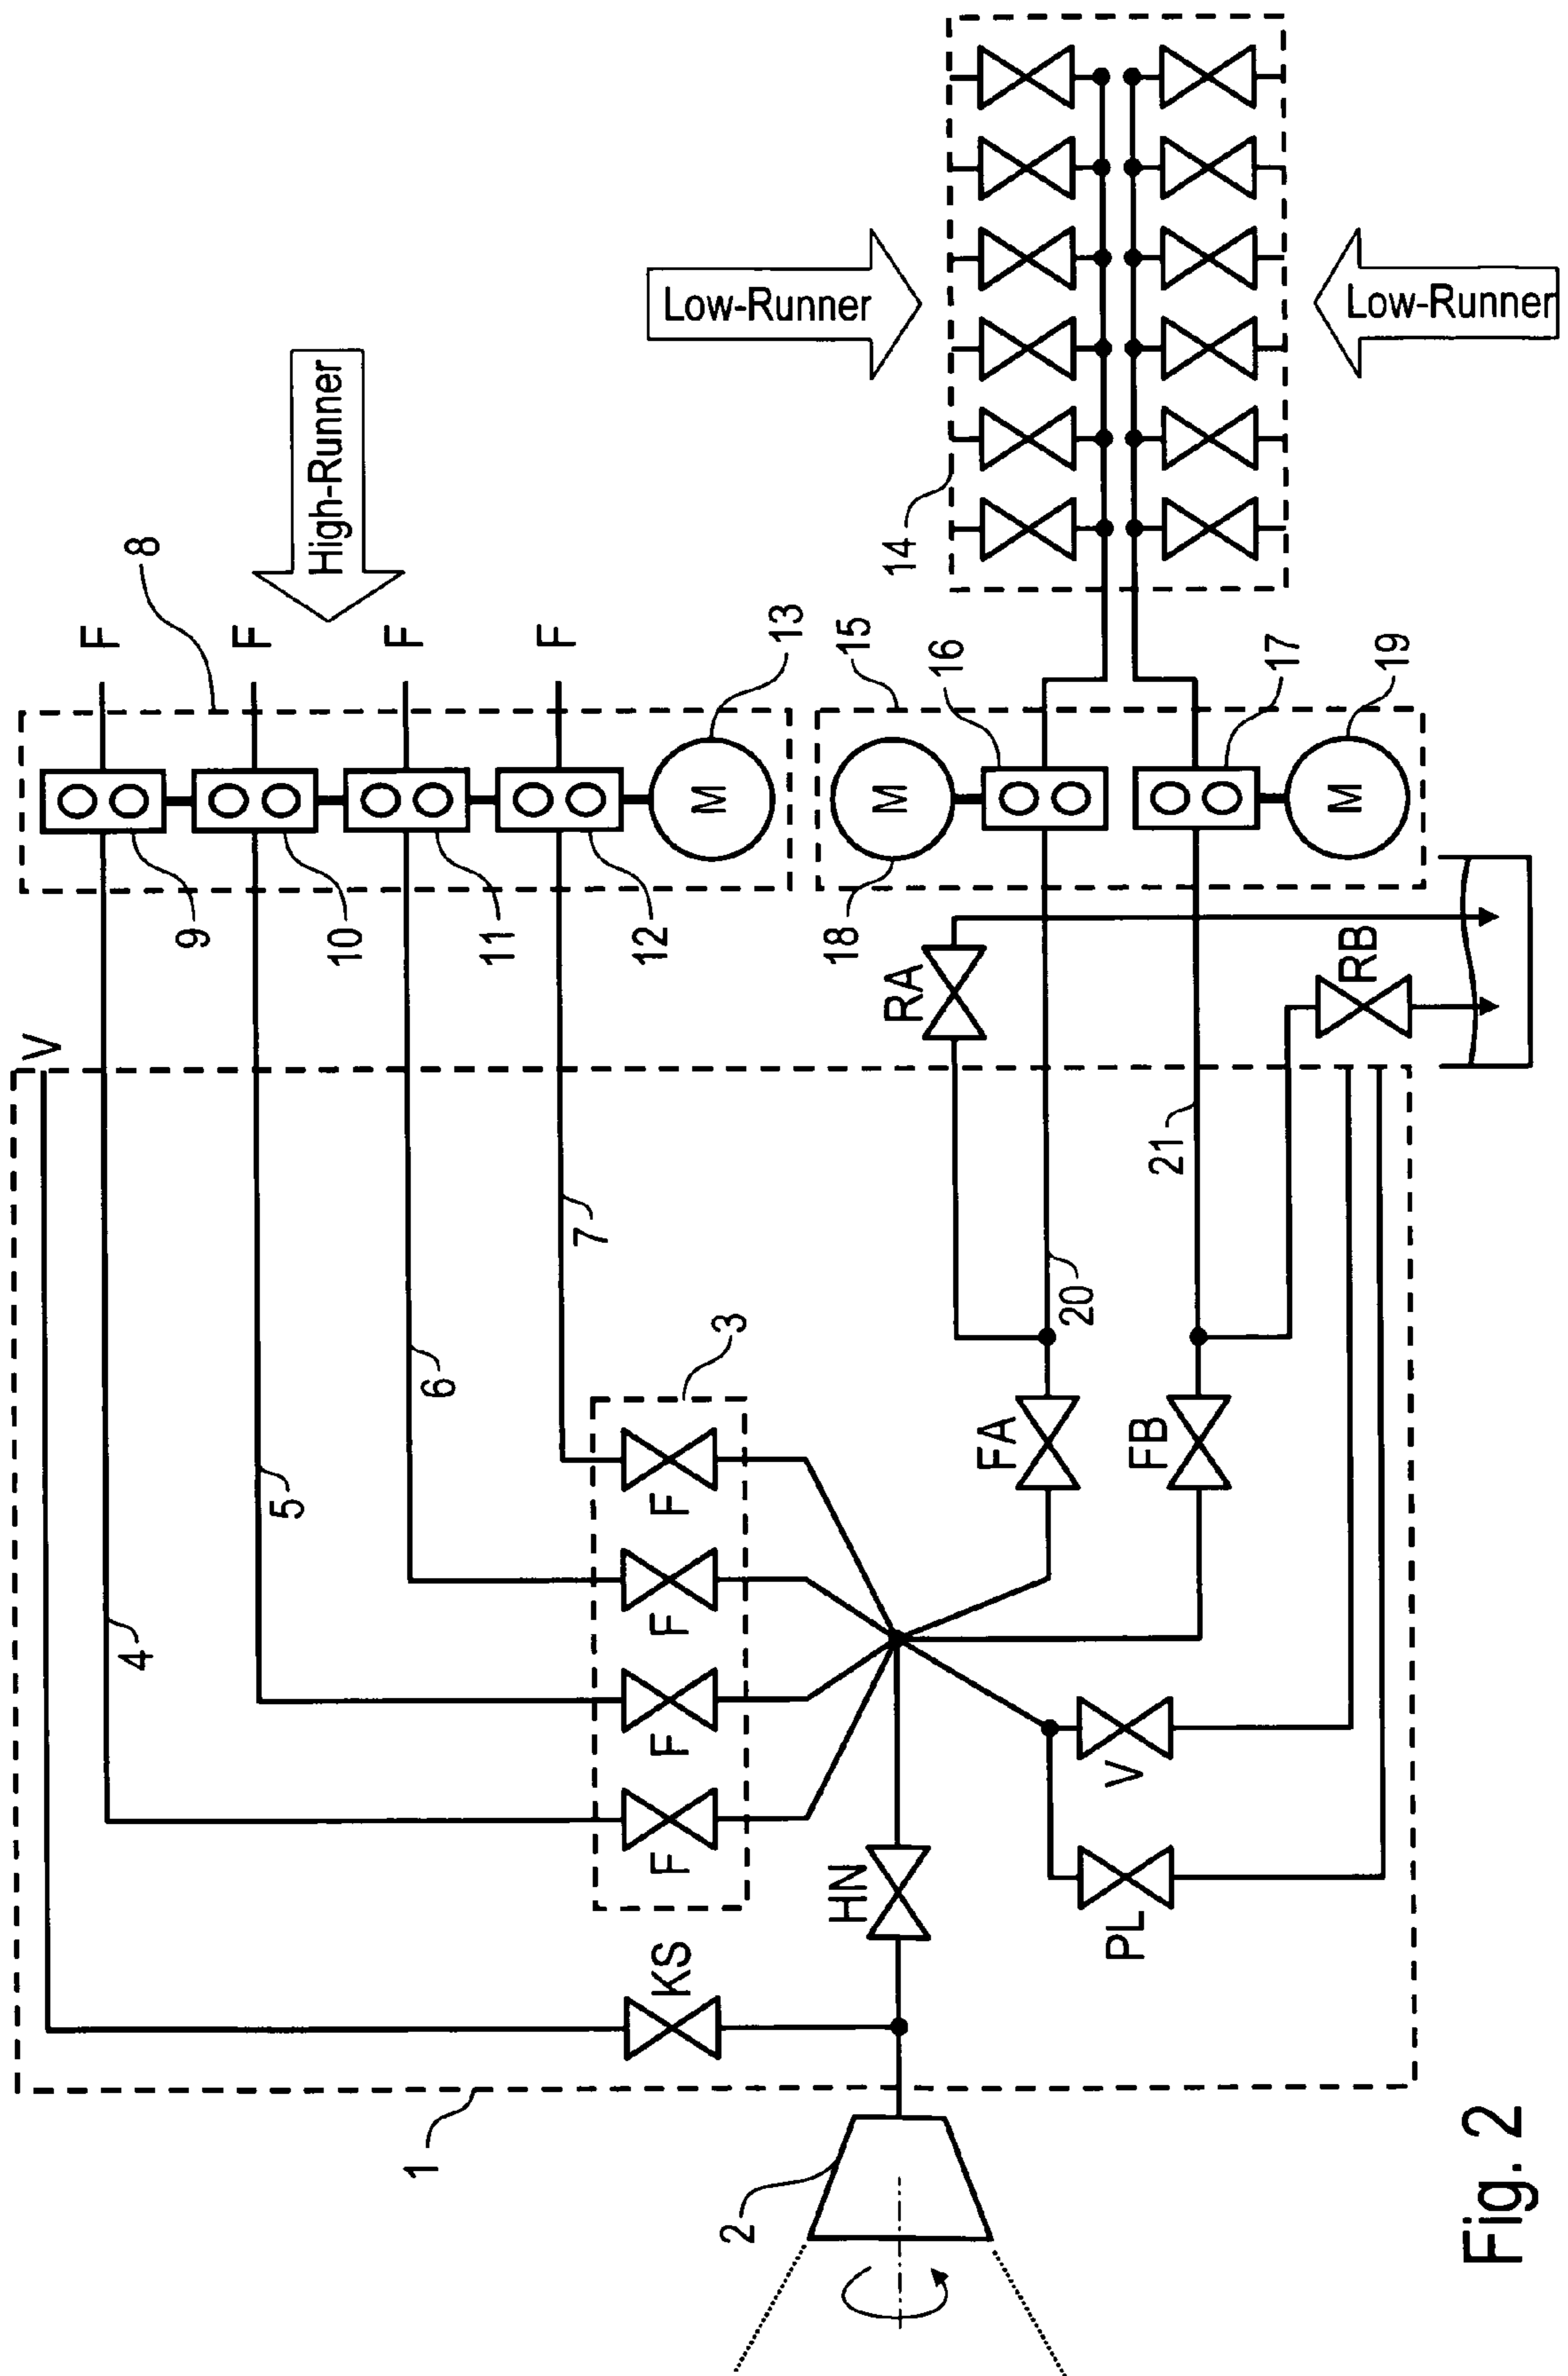 High-Runner
Low-Runner
Low-Runner
8
F
F
F
F
13
14
15
16
17
18
19
M
M
M
9
10
11
12
RA
RB
V
4
5
6
7
20
21
3
F
F
F
F
FA
FB
HN
KS
V
PL
1
2
Fig. 2